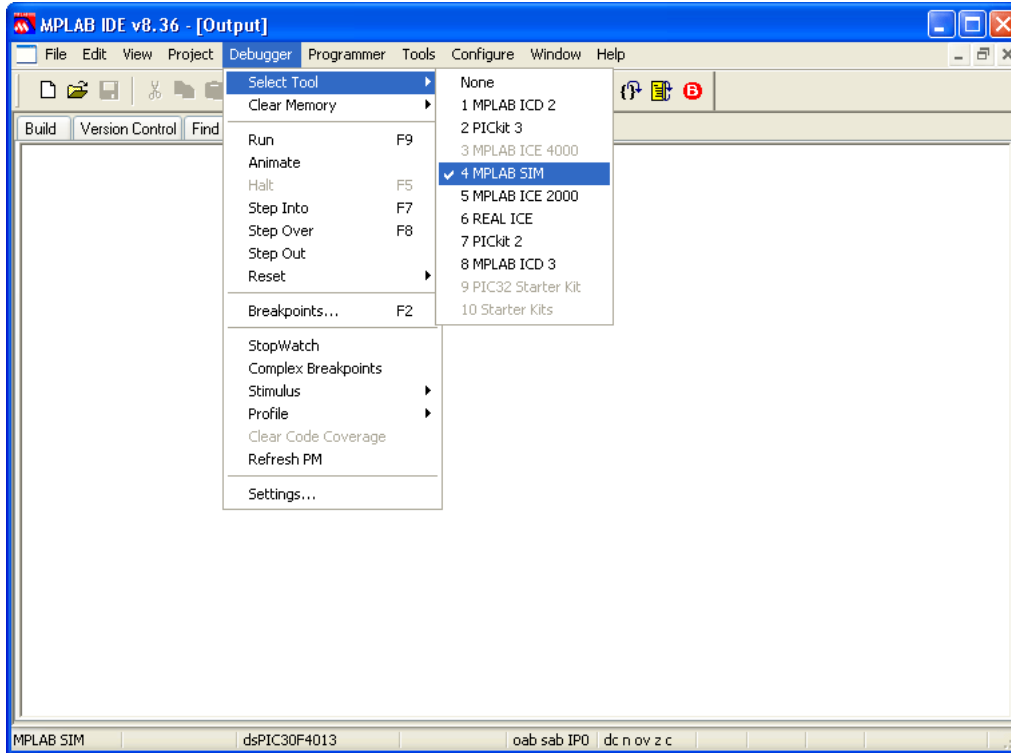 MPLAB IDE v8.36 - [Output]
File Edit View Project Debugger Programmer Tools Configure Window Help
Build Version Control Find
Select Tool
Clear Memory
Run F9
Animate
Halt F5
Step Into F7
Step Over F8
Step Out
Reset
Breakpoints... F2
StopWatch
Complex Breakpoints
Stimulus
Profile
Clear Code Coverage
Refresh PM
Settings...
None
1 MPLAB ICD 2
2 PICkit 3
3 MPLAB ICE 4000
4 MPLAB SIM
5 MPLAB ICE 2000
6 REAL ICE
7 PICkit 2
8 MPLAB ICD 3
9 PIC32 Starter Kit
10 Starter Kits
MPLAB SIM dsPIC30F4013 oab sab IP0 dc n ov z c